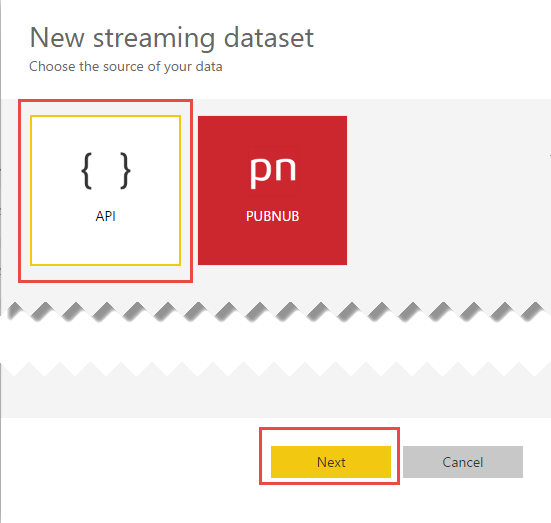 New streaming dataset
Choose the source of your data
{ }
pn
API
PUBNUB
Next
Cancel